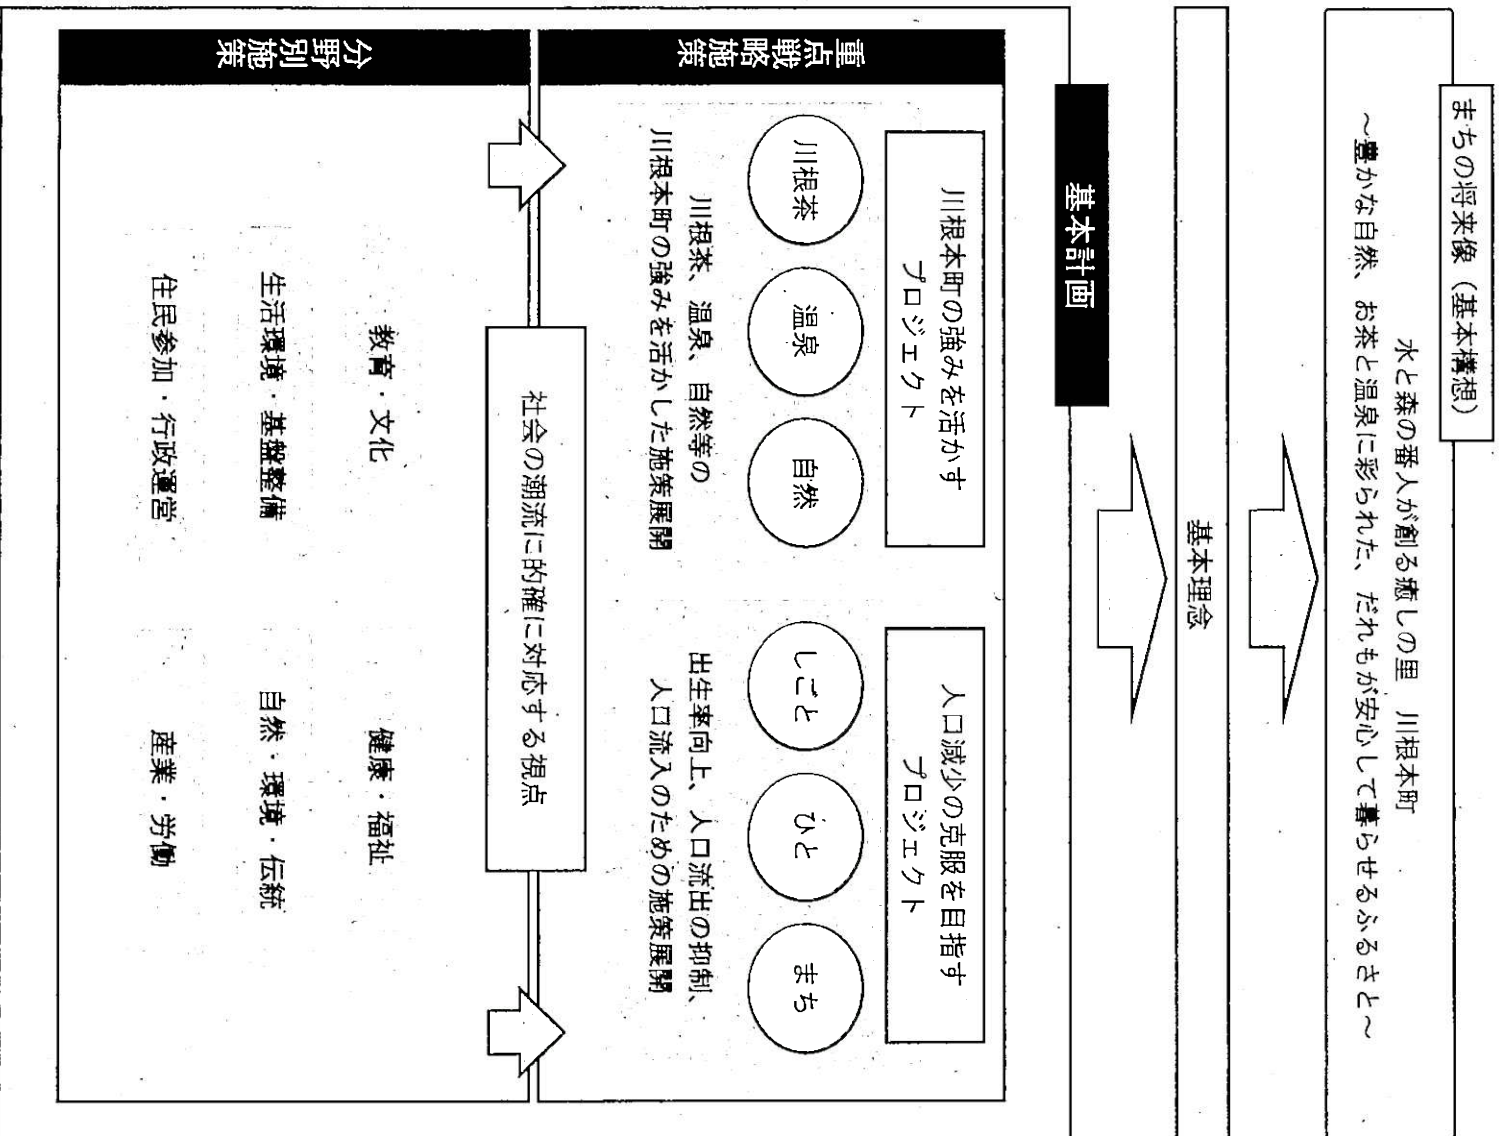 まちの将来像（基本構想）
水と森の番人が創る癒しの里　川根本町
～豊かな自然、お茶と温泉に彩られた、だれもが安心して暮らせるふるさと～
基本理念
基本計画
重点戦略施策
川根本町の強みを活かす
プロジェクト
川根茶
温泉
自然
川根茶、温泉、自然等の
川根本町の強みを活かした施策展開
人口減少の克服を目指す
プロジェクト
しごと
ひと
まち
出生率向上、人口流出の抑制、
人口流入のための施策展開
社会の潮流に的確に対応する視点
分野別施策
教育・文化
健康・福祉
生活環境・基盤整備
自然・環境・伝統
住民参加・行政運営
産業・労働